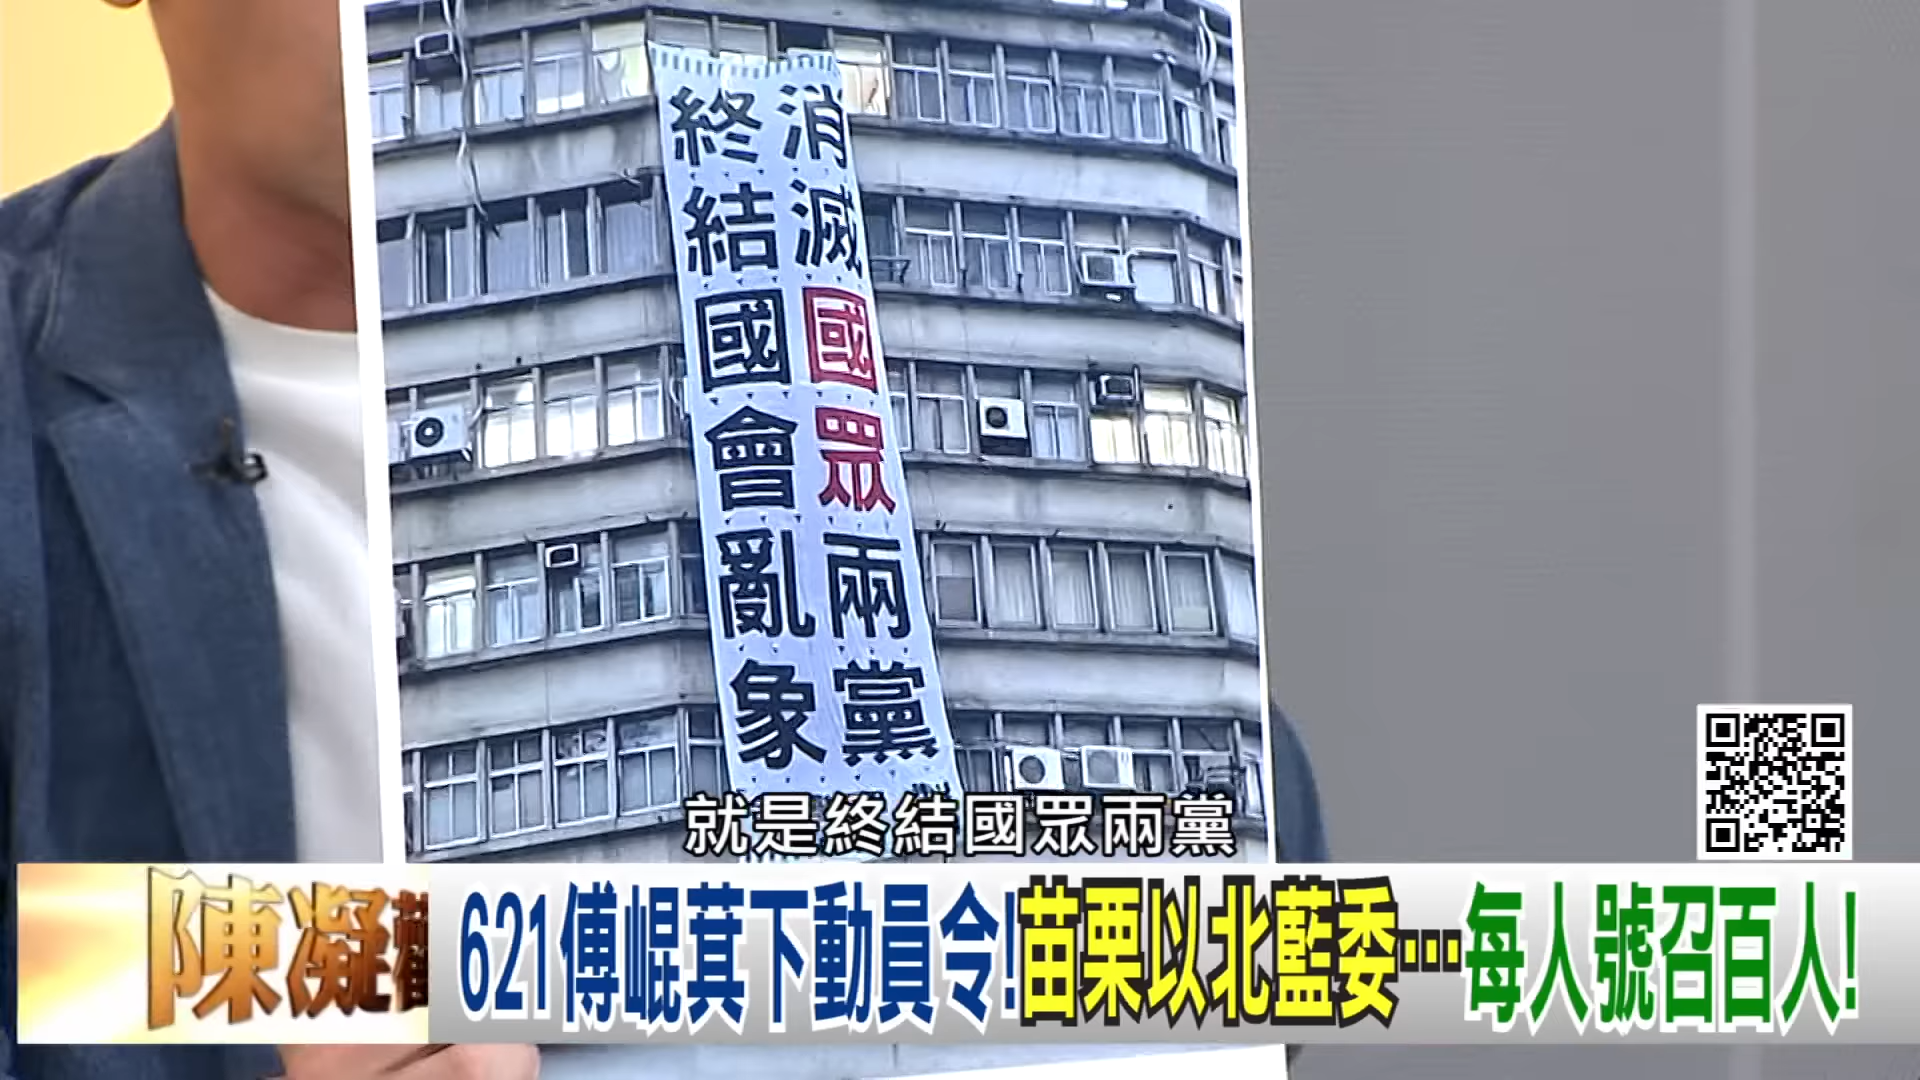 消滅國眾兩黨
終結國會亂象
就是終結國眾兩黨
陳凝觀
621傅崐萁下動員令!苗栗以北藍委…每人號召百人!